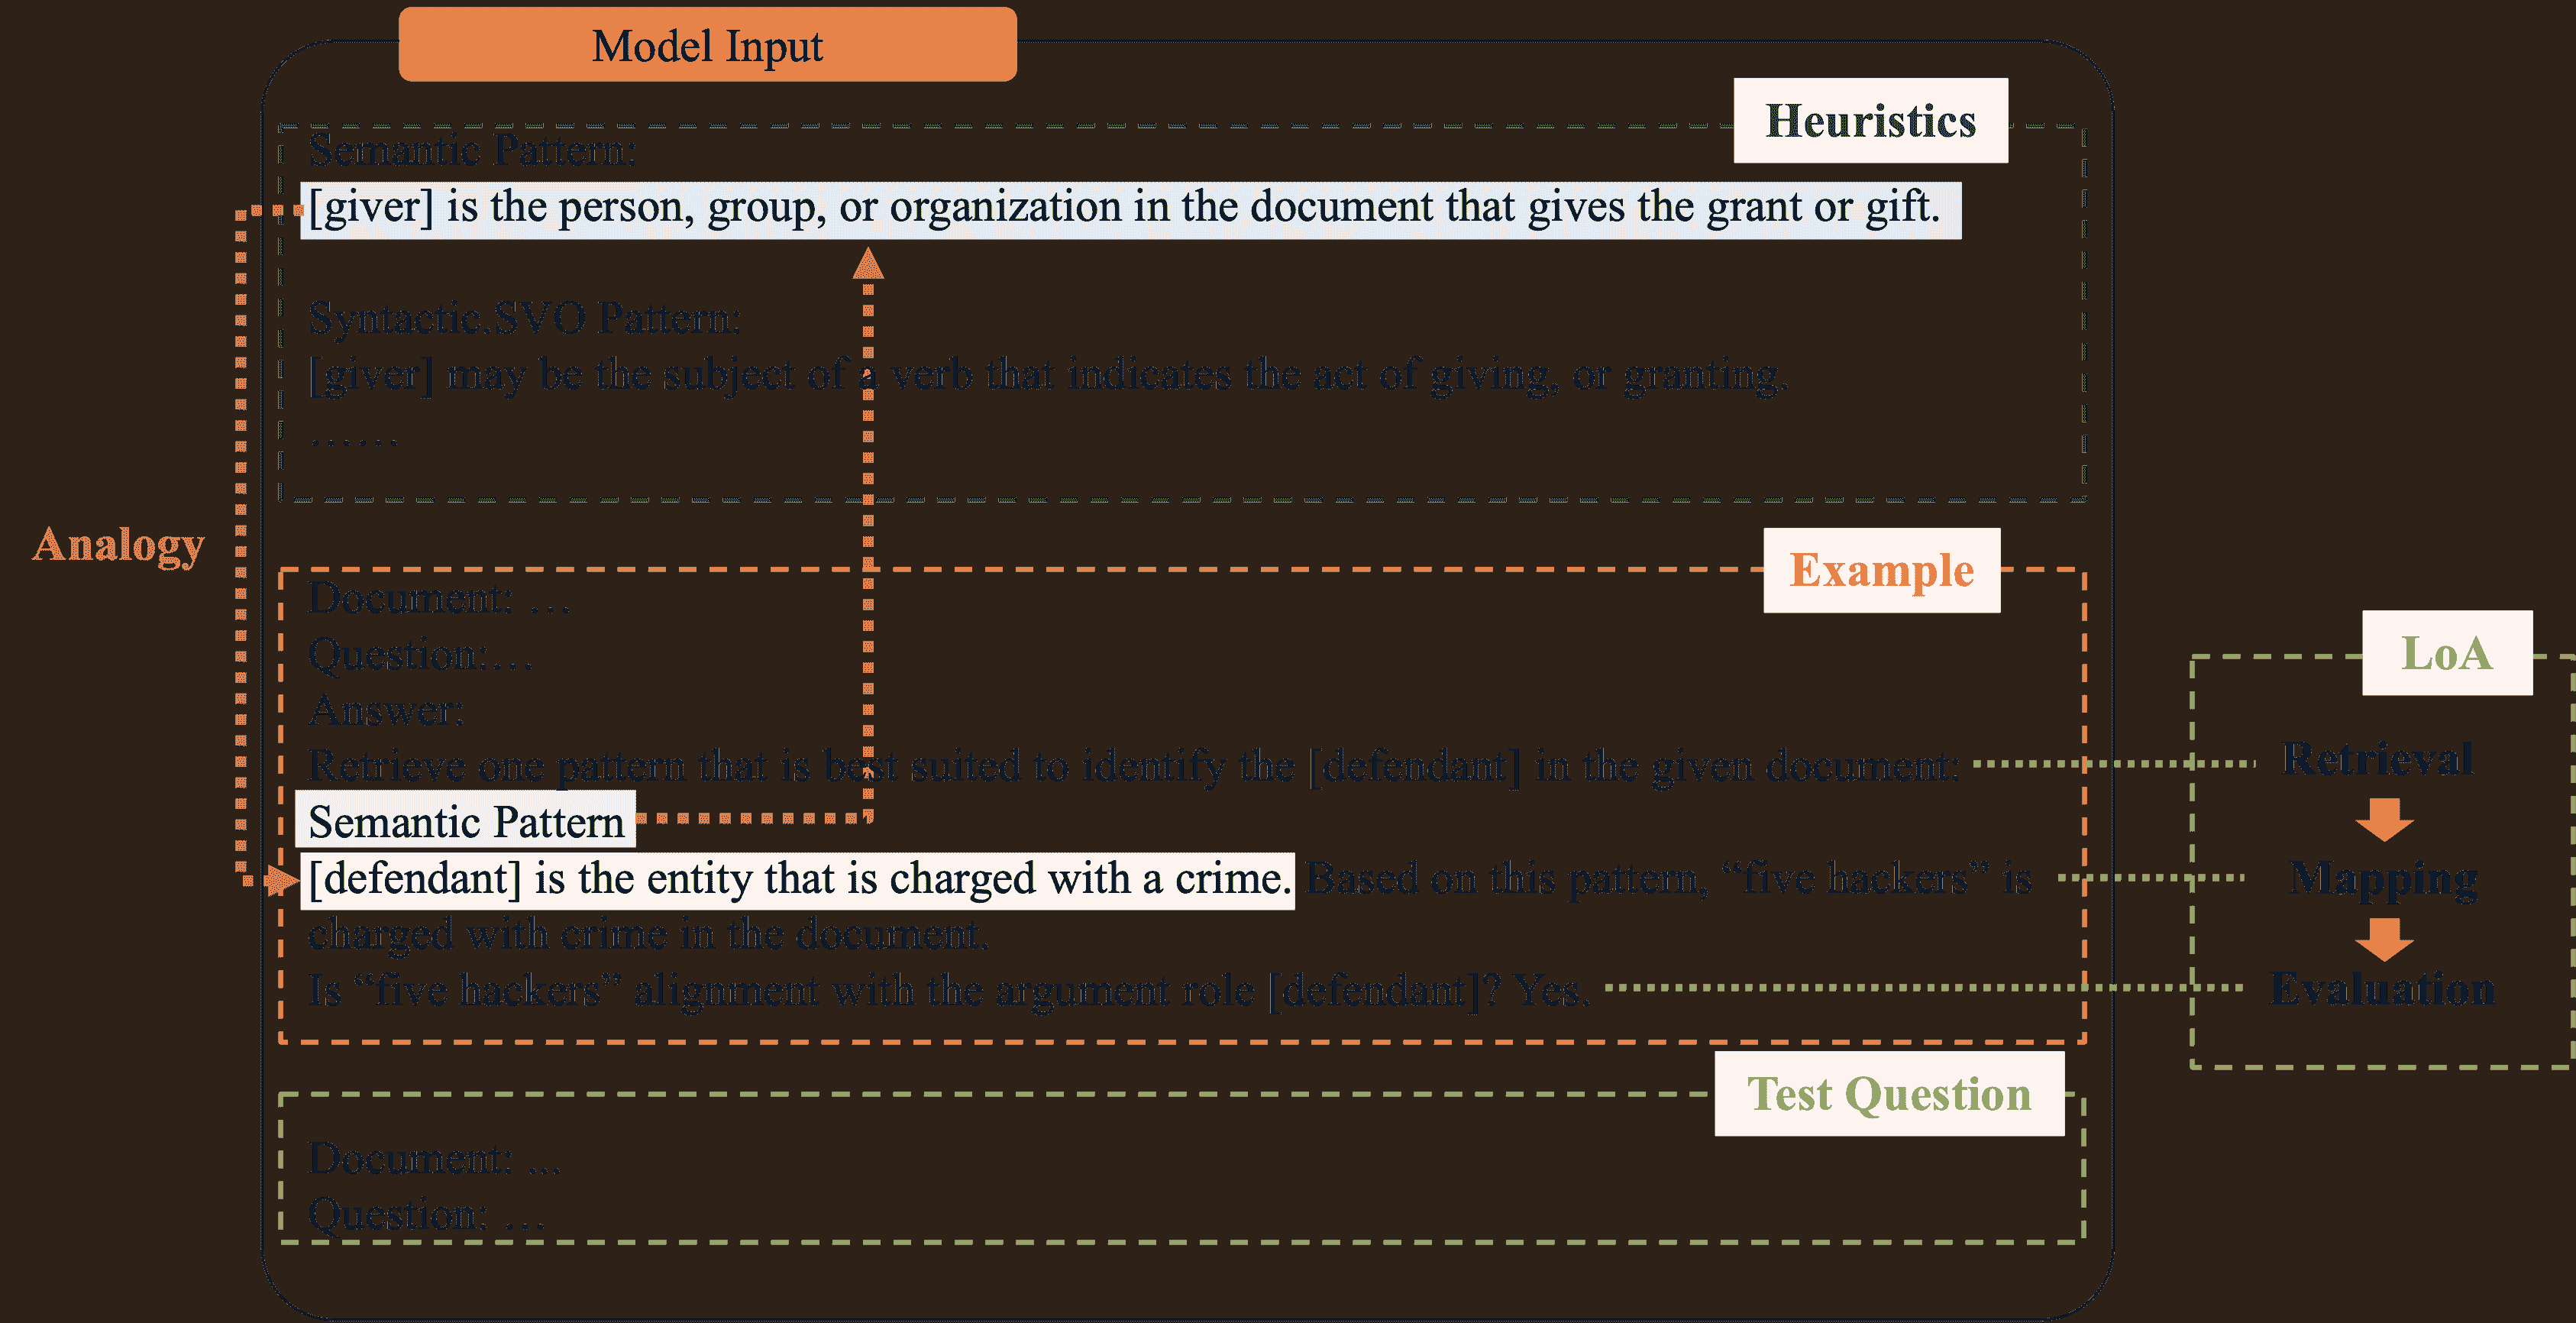 Model Input
Heuristics
Semantic Pattern:
[giver] is the person, group, or organization in the document that gives the grant or gift.
Syntactic.SVO Pattern:
[giver] may be the subject of a verb that indicates the act of giving, or granting.
……
Analogy
Example
Document: …
Question:…
Answer:
Retrieve one pattern that is best suited to identify the [defendant] in the given document:
Semantic Pattern
[defendant] is the entity that is charged with a crime. Based on this pattern, “five hackers” is
charged with crime in the document.
Is “five hackers” alignment with the argument role [defendant]? Yes.
LoA
Retrieval
Mapping
Evaluation
Test Question
Document: ...
Question: …